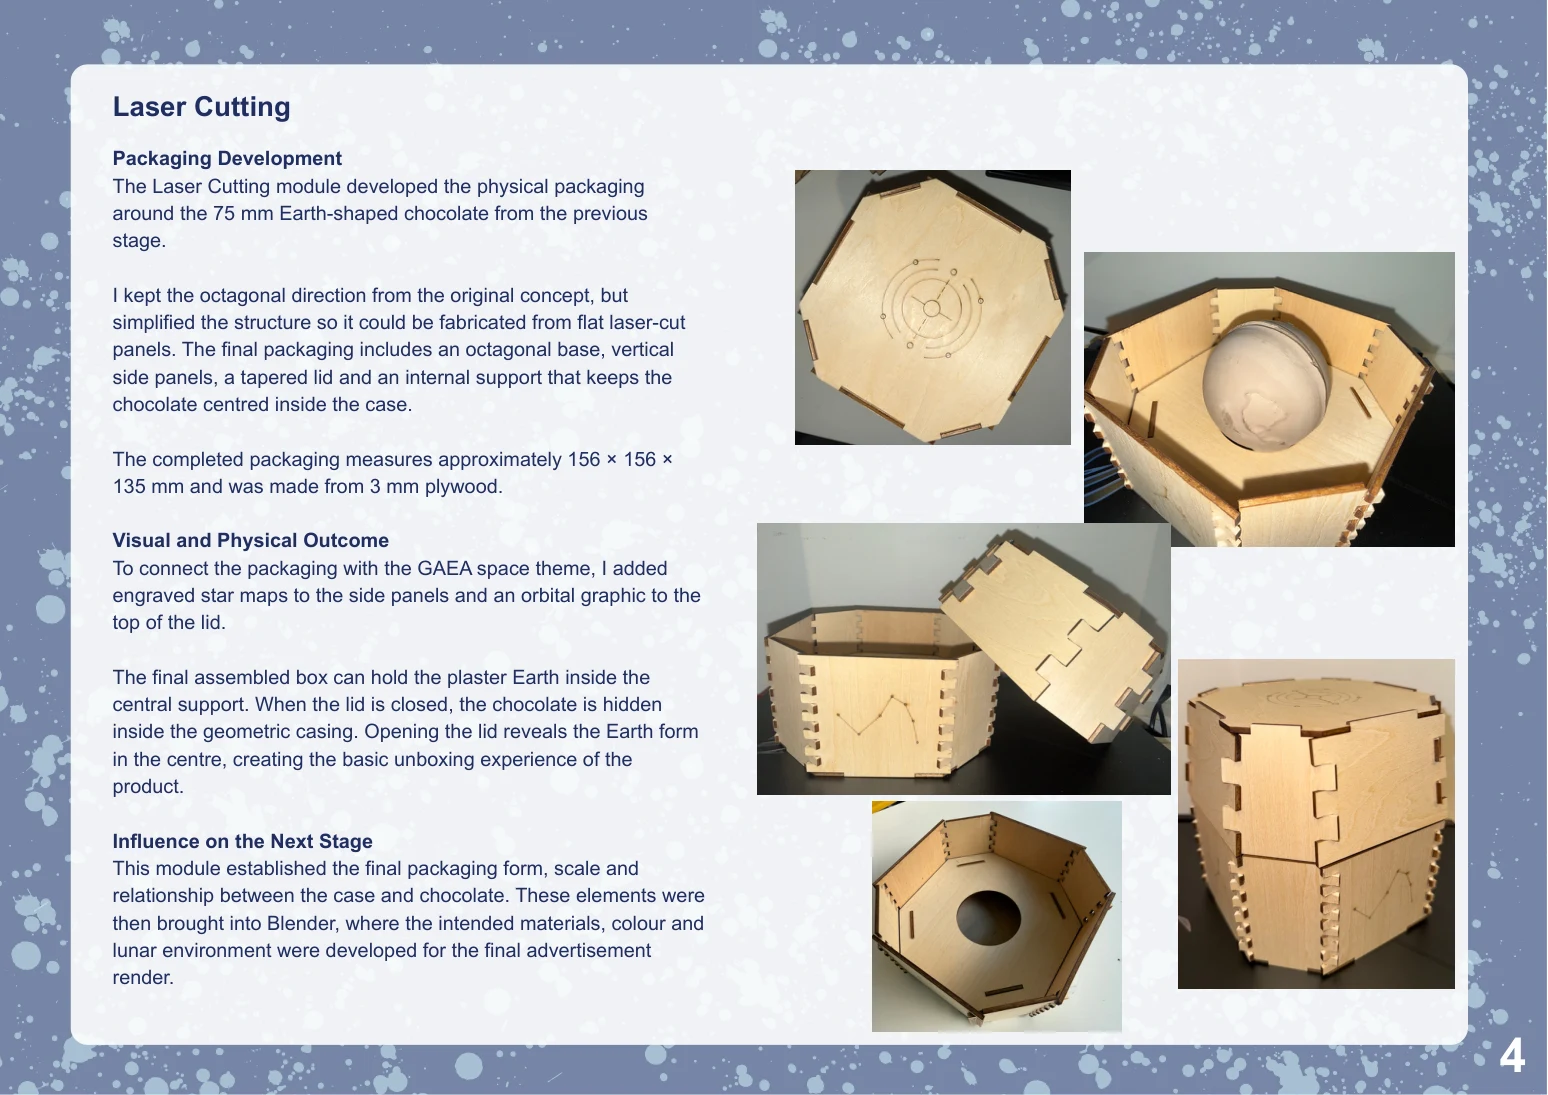 Laser Cutting
Packaging Development
The Laser Cutting module developed the physical packaging
around the 75 mm Earth-shaped chocolate from the previous
stage.
I kept the octagonal direction from the original concept, but
simplified the structure so it could be fabricated from flat laser-cut
panels. The final packaging includes an octagonal base, vertical
side panels, a tapered lid and an internal support that keeps the
chocolate centred inside the case.
The completed packaging measures approximately 156 × 156 ×
135 mm and was made from 3 mm plywood.
Visual and Physical Outcome
To connect the packaging with the GAEA space theme, I added
engraved star maps to the side panels and an orbital graphic to the
top of the lid.
The final assembled box can hold the plaster Earth inside the
central support. When the lid is closed, the chocolate is hidden
inside the geometric casing. Opening the lid reveals the Earth form
in the centre, creating the basic unboxing experience of the
product.
Influence on the Next Stage
This module established the final packaging form, scale and
relationship between the case and chocolate. These elements were
then brought into Blender, where the intended materials, colour and
lunar environment were developed for the final advertisement
render.
4